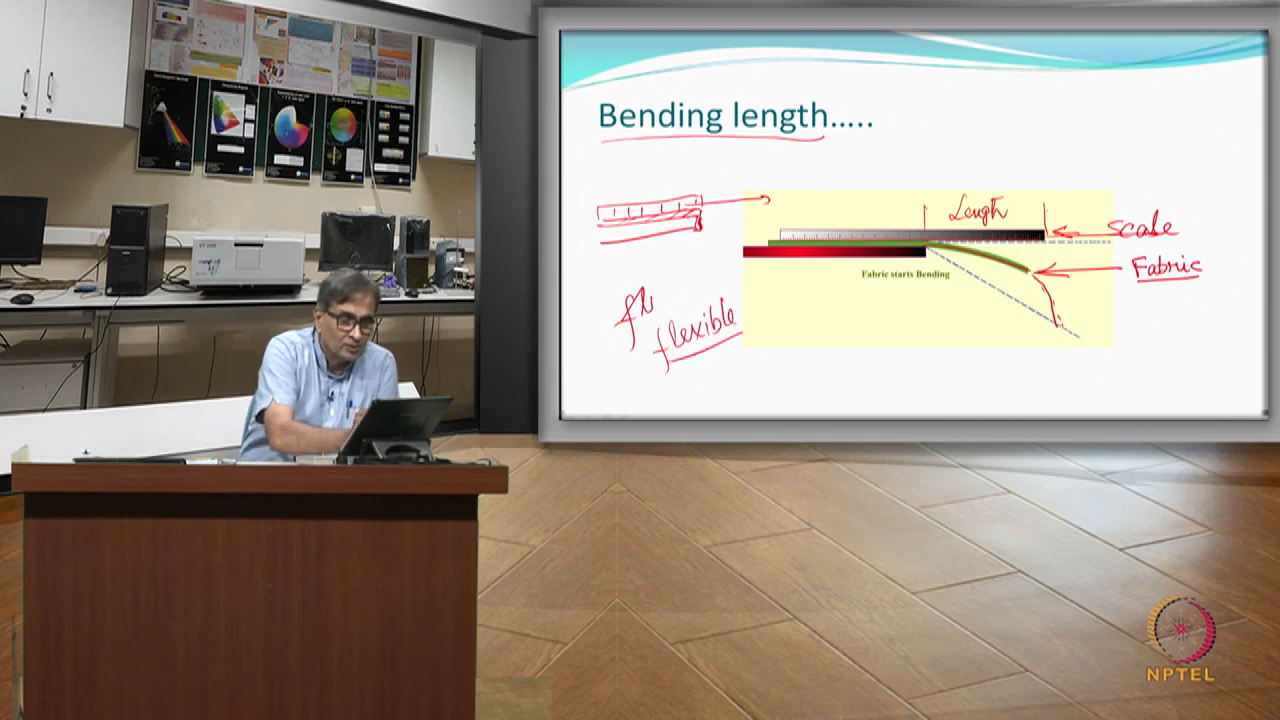 Bending length.....
Length
scale
Fabric
Fabric starts Bending
flexible
NPTEL